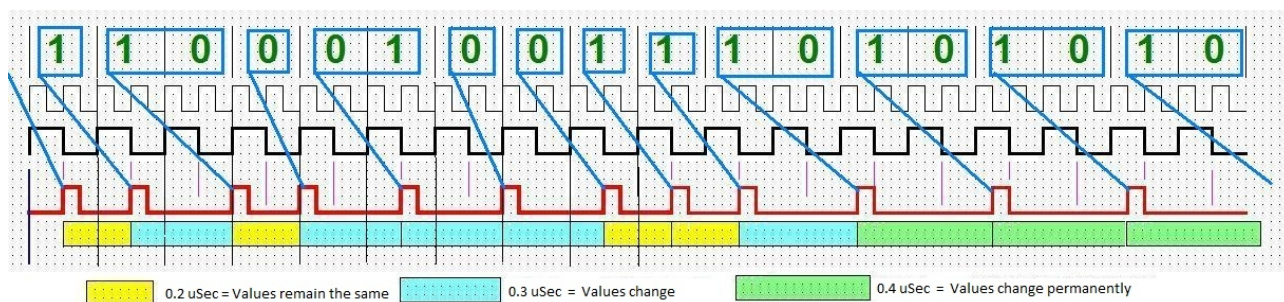 1 1 0 0 0 1 0 0 1 1 1 0 1 0 1 0 1 0
0.2 uSec = Values remain the same 0.3 uSec = Values change 0.4 uSec = Values change permanently